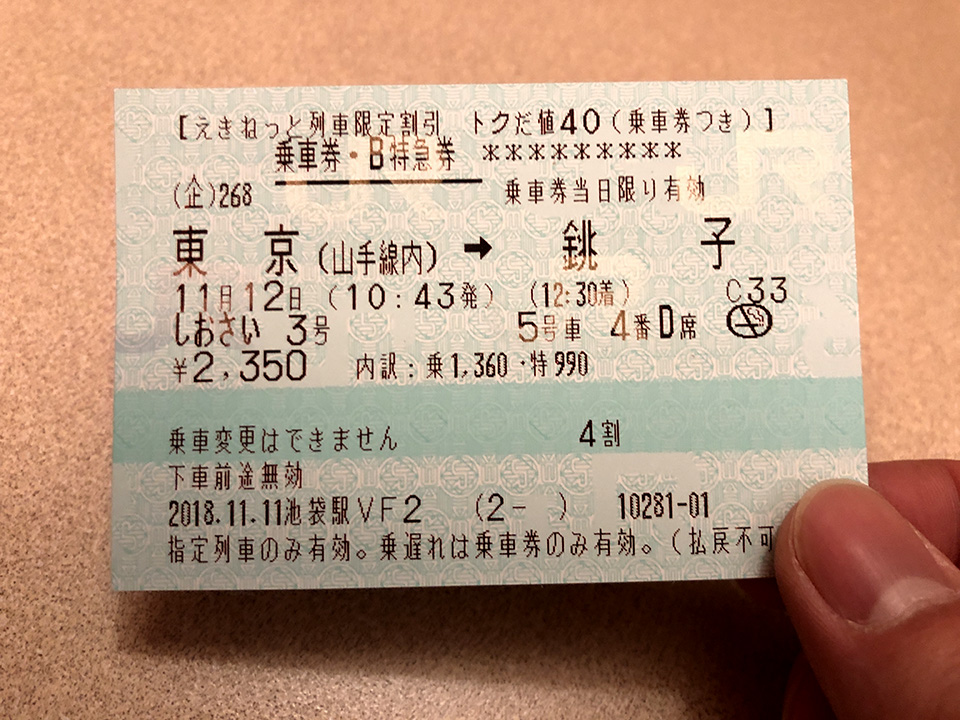 [えきねっと列車限定割引 トクだ値40(乗車券つき)]
乗車券・B特急券 *********
(企)268 乗車券当日限り有効
東京(山手線内)➡銚子
11月12日(10:43発) (12:30着) C33
しおさい 3号 5号車 4番D席
¥2,350 内訳:乗1,360・特990
乗車変更はできません 4割
下車前途無効
2018.11.11池袋駅VF2 (2- ) 10281-01
指定列車のみ有効。乗遅れは乗車券のみ有効。(払戻不可